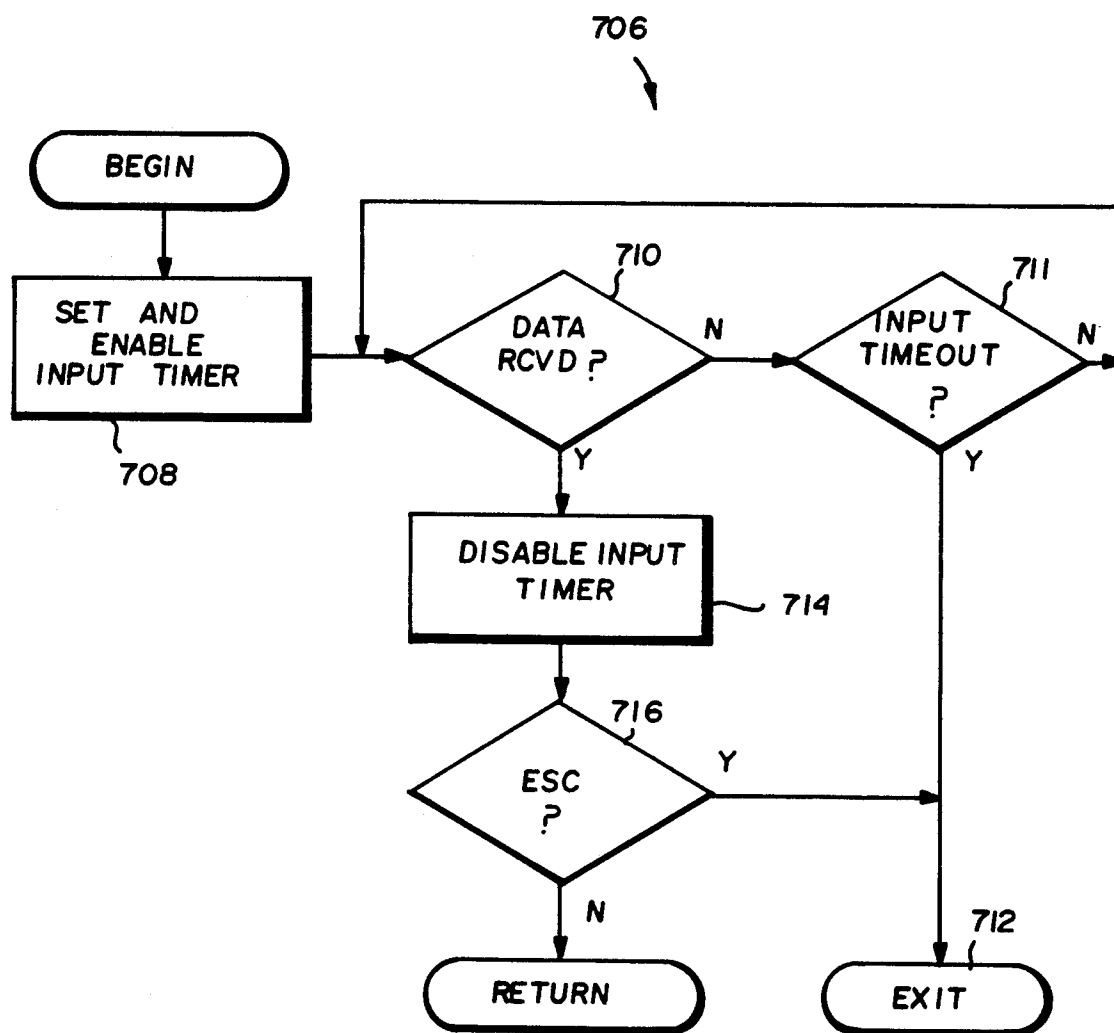 706
BEGIN
SET AND
ENABLE
INPUT TIMER
708
710
DATA
RCVD ?
N
Y
711
INPUT
TIMEOUT
?
N
Y
DISABLE INPUT
TIMER
714
716
ESC
?
Y
N
RETURN
712
EXIT